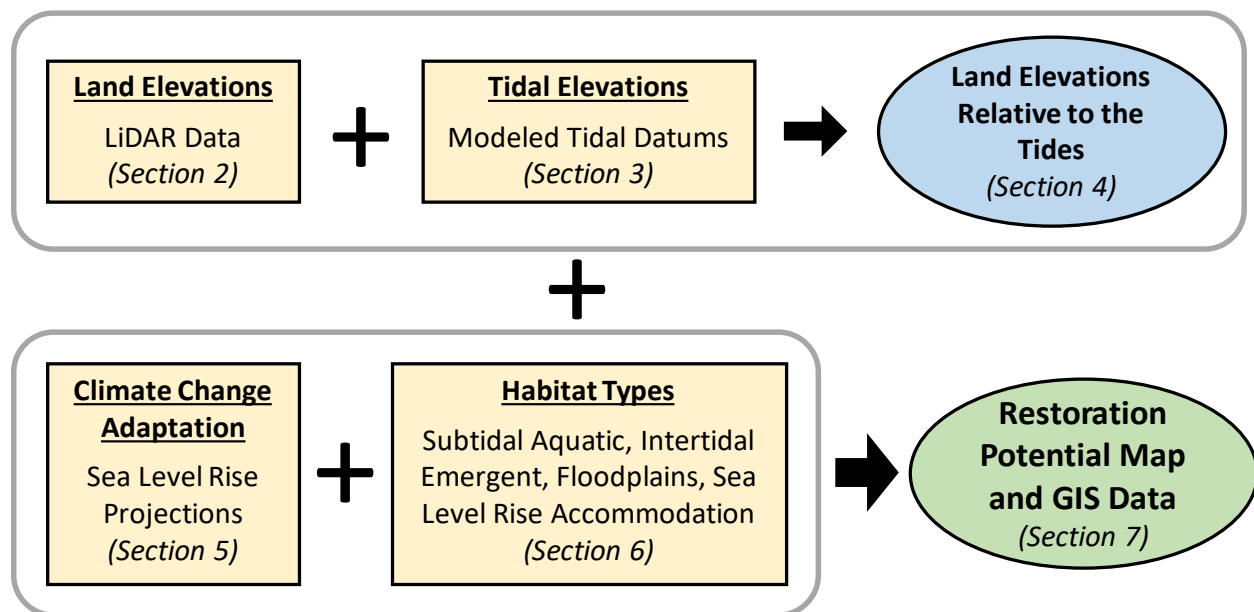 Land Elevations
LiDAR Data
(Section 2)
+
Tidal Elevations
Modeled Tidal Datums
(Section 3)
Land Elevations
Relative to the
Tides
(Section 4)
+
Climate Change
Adaptation
Sea Level Rise
Projections
(Section 5)
+
Habitat Types
Subtidal Aquatic, Intertidal
Emergent, Floodplains, Sea
Level Rise Accommodation
(Section 6)
Restoration
Potential Map
and GIS Data
(Section 7)